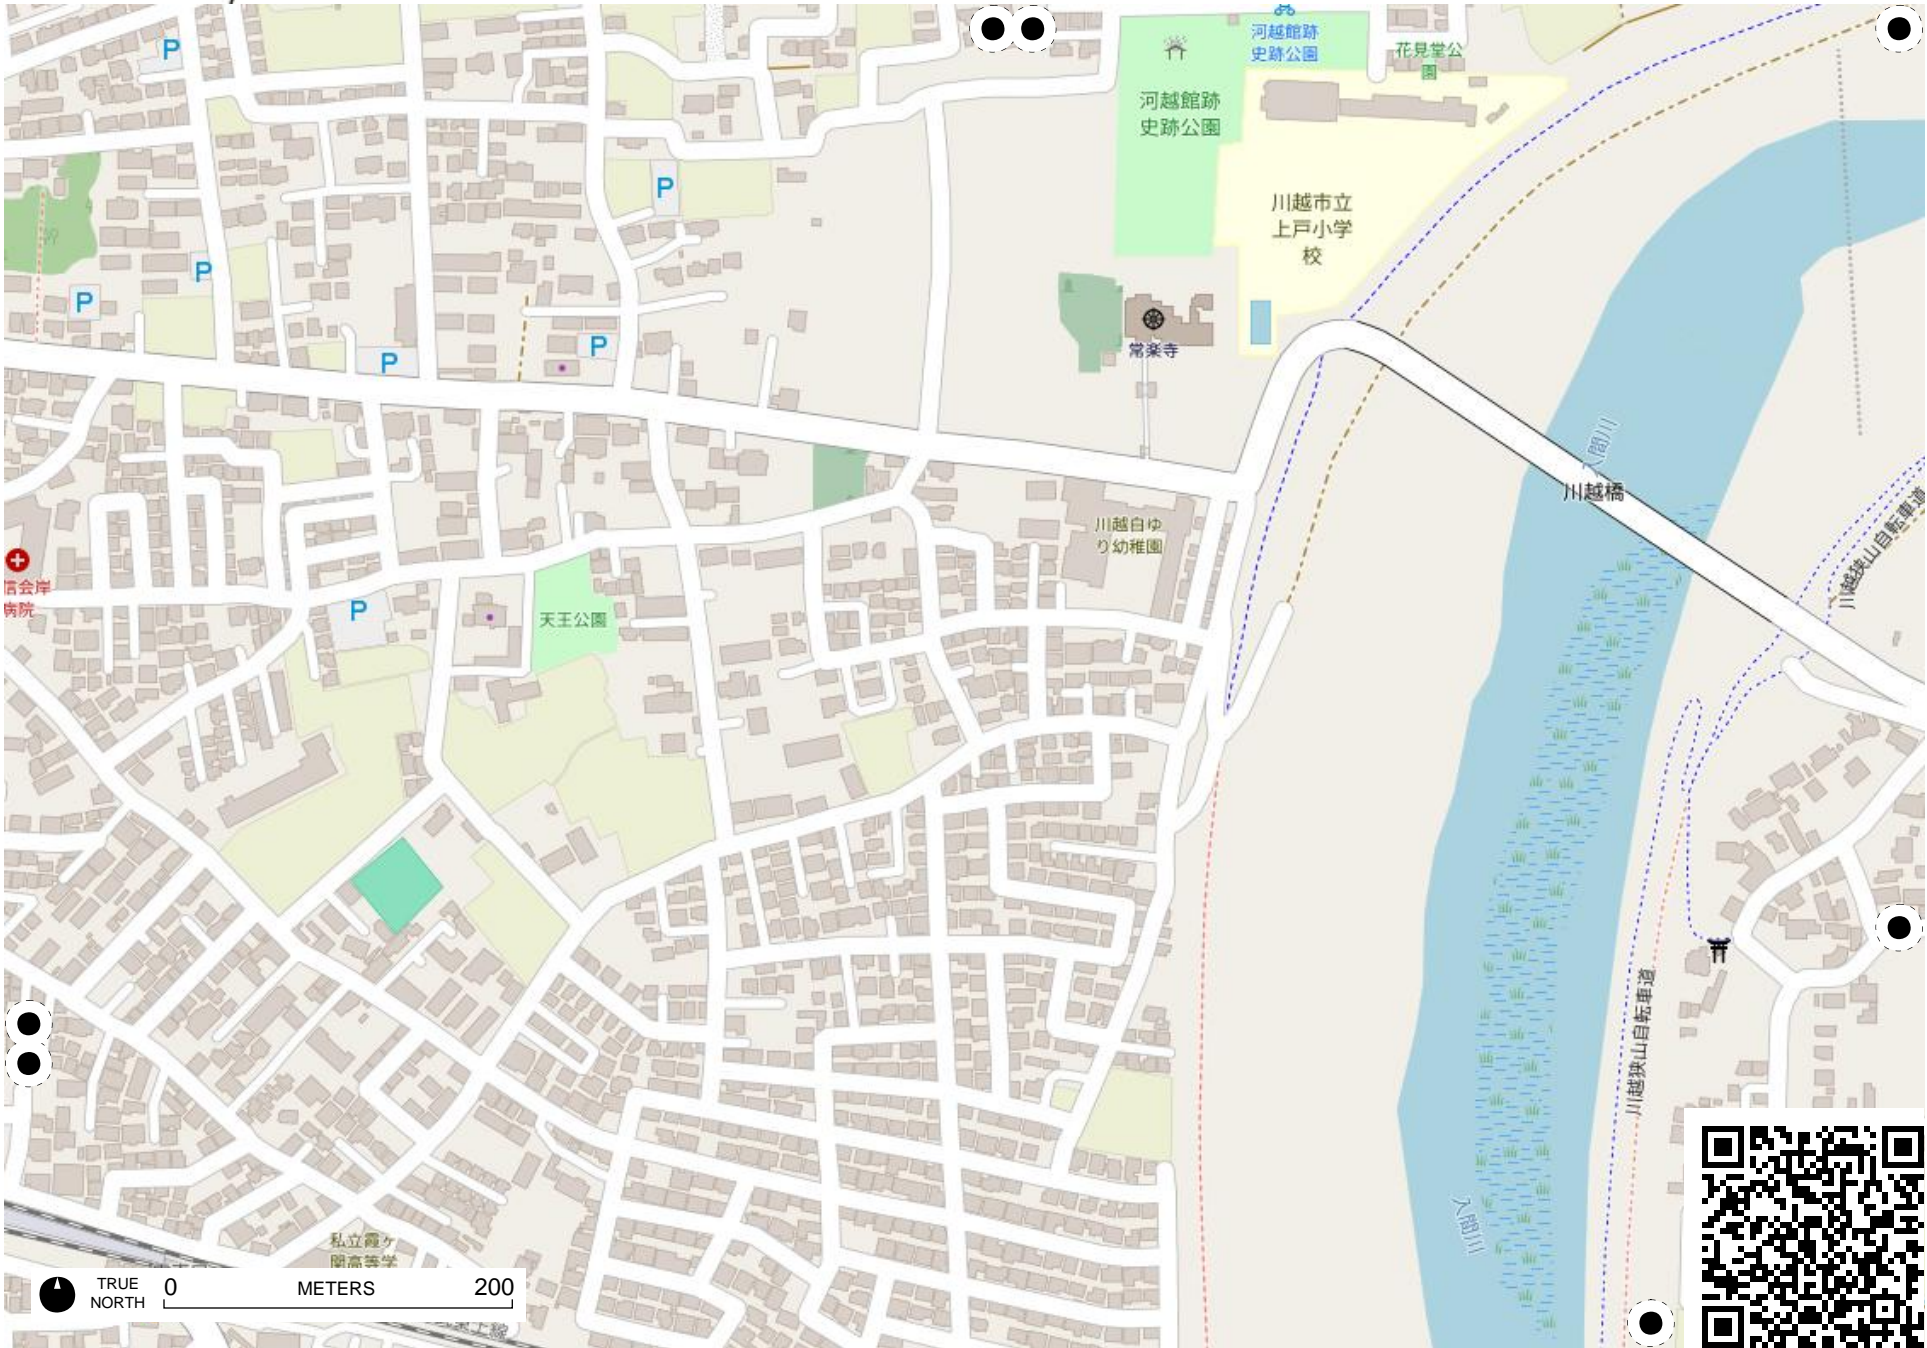 P
河越館跡
史跡公園
花見堂公
園
河越館跡
史跡公園
P
川越市立
上戸小学
校
P
P
P
P
常楽寺
入間川
川越橋
川越狭山自転車道
川越白ゆ
り幼稚園
信会岸
病院
P
天王公園
川越狭山自転車道
入間川
私立霞ヶ
関高等学
TRUE
NORTH
0 METERS 200
東上線